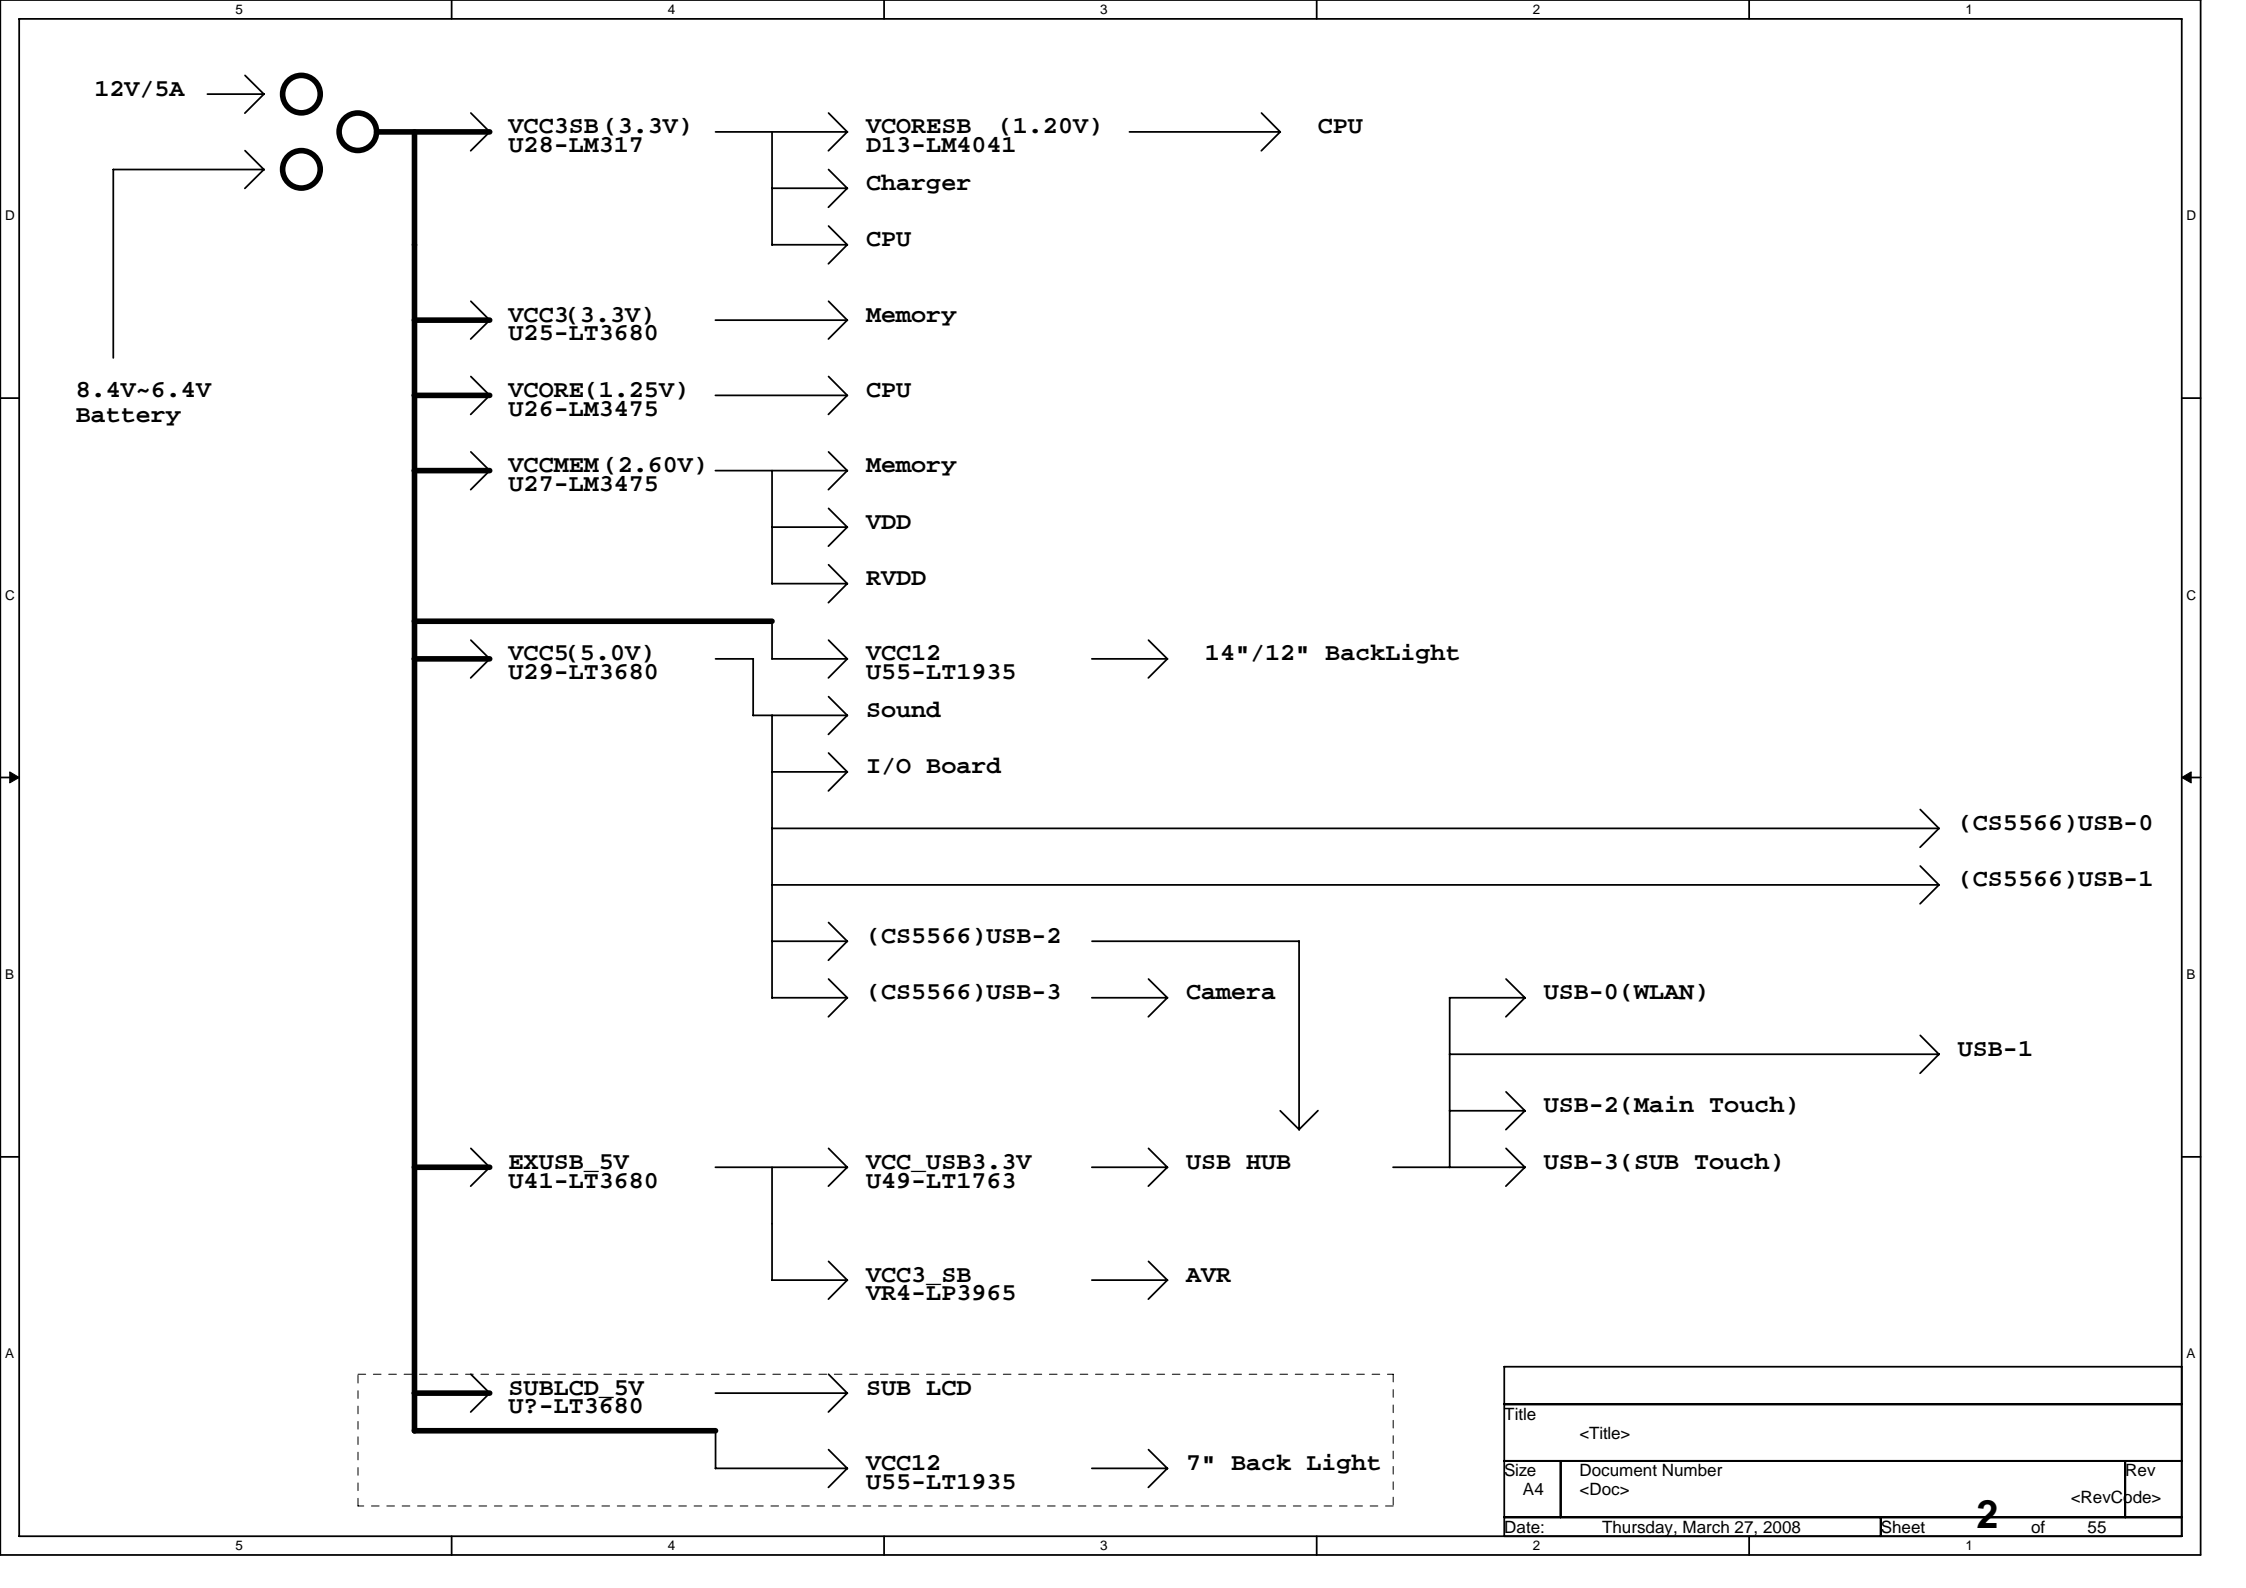 5 4 3 2 1
12V/5A
VCC3SB(3.3V)
U28-LM317
VCORESB (1.20V)
D13-LM4041
CPU
Charger
D D
CPU
VCC3(3.3V)
U25-LT3680
Memory
8.4V~6.4V
Battery
VCORE(1.25V)
U26-LM3475
CPU
VCCMEM(2.60V)
U27-LM3475
Memory
VDD
RVDD
C C
VCC5(5.0V)
U29-LT3680
VCC12
U55-LT1935
14"/12" BackLight
Sound
I/O Board
(CS5566)USB-0
(CS5566)USB-1
(CS5566)USB-2
B B
(CS5566)USB-3
Camera
USB-0(WLAN)
USB-1
USB-2(Main Touch)
EXUSB_5V
U41-LT3680
VCC_USB3.3V
U49-LT1763
USB HUB
USB-3(SUB Touch)
VCC3_SB
VR4-LP3965
AVR
A A
SUBLCD_5V
U?-LT3680
SUB LCD
VCC12
U55-LT1935
7" Back Light
Title
<Title>
Size Document Number Rev
A4 <Doc> <RevCode>
Date: Thursday, March 27, 2008 Sheet 2 of 55
5 4 3 2 1